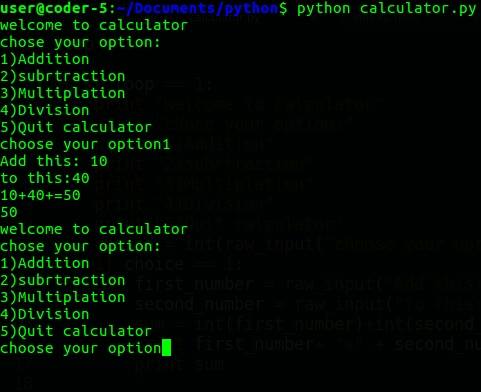 user@coder-5:~/Documents/python$ python calculator.py
welcome to calculator
chose your option:
1)Addition
2)subrtraction
3)Multiplation
4)Division
5)Quit calculator
choose your option1
Add this: 10
to this:40
10+40+=50
50
welcome to calculator
chose your option:
1)Addition
2)subrtraction
3)Multiplation
4)Division
5)Quit calculator
choose your option